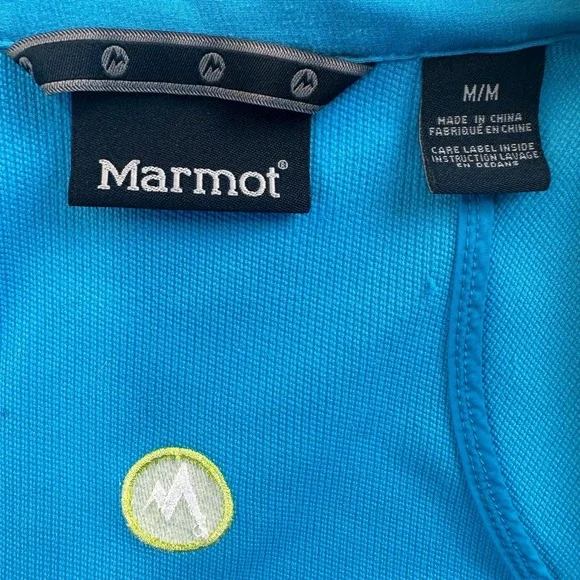 Marmot®
M/M
MADE IN CHINA
FABRIQUÉ EN CHINE
CARE LABEL INSIDE
INSTRUCTION LAVAGE
EN DEDANS